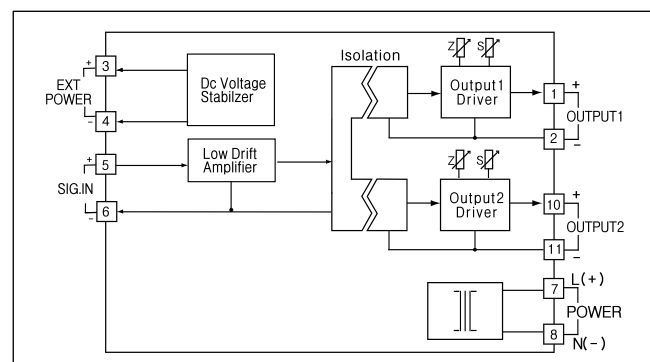 Isolation
Z S
+ 3
EXT
POWER
- 4
Dc Voltage
Stabilzer
Output1
Driver
1 +
OUTPUT1
2 -
+ 5
SIG.IN
- 6
Low Drift
Amplifier
Z S
Output2
Driver
10 +
OUTPUT2
11 -
7 L(+)
POWER
8 N(-)